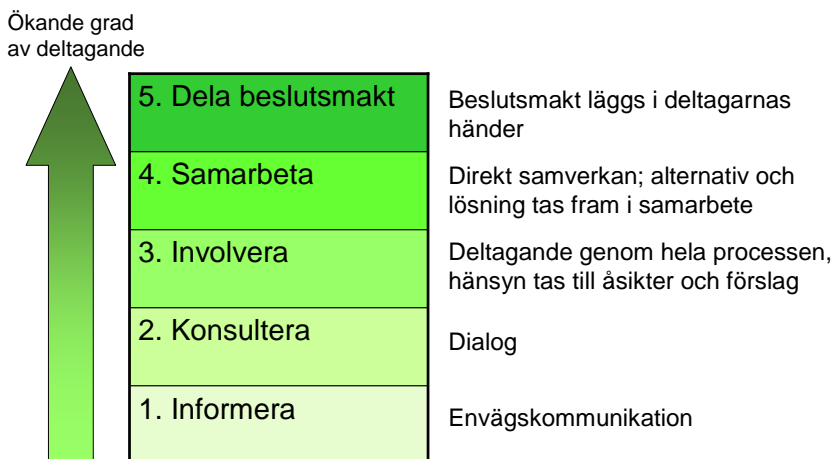 Ökande grad
av deltagande
5. Dela beslutsmakt
Beslutsmakt läggs i deltagarnas
händer
4. Samarbeta
Direkt samverkan; alternativ och
lösning tas fram i samarbete
3. Involvera
Deltagande genom hela processen,
hänsyn tas till åsikter och förslag
2. Konsultera
Dialog
1. Informera
Envägskommunikation